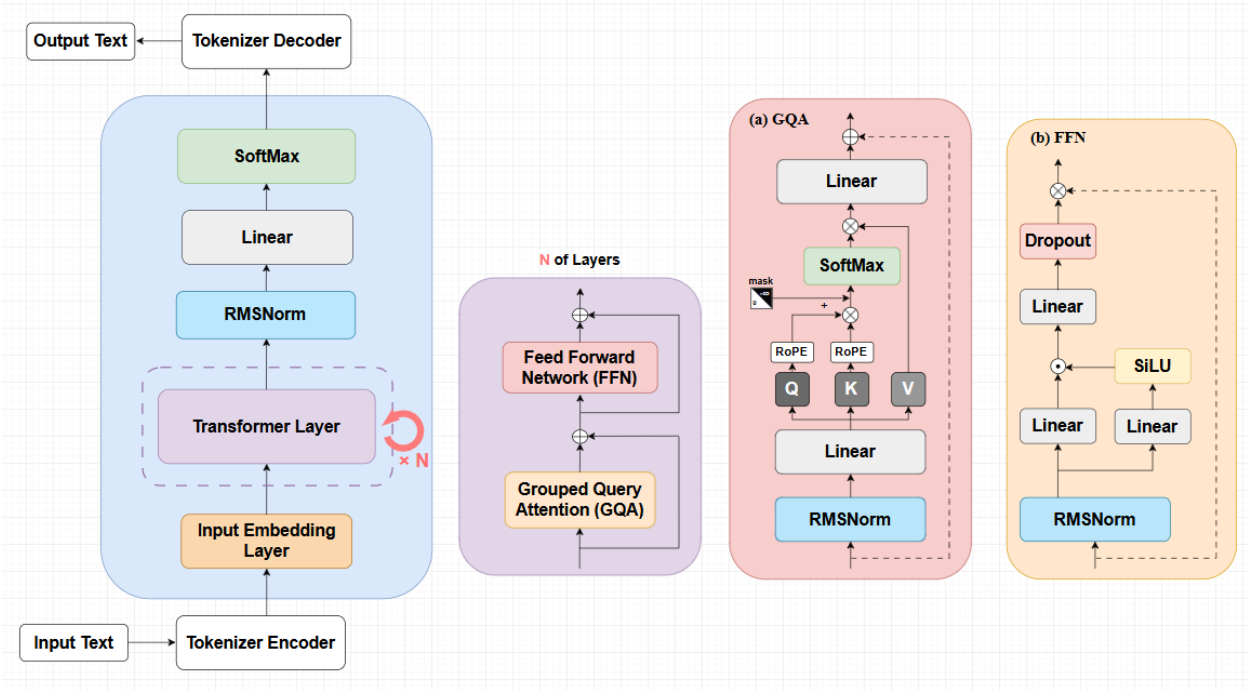 Output Text
Tokenizer Decoder
SoftMax
Linear
RMSNorm
Transformer Layer
× N
Input Embedding
Layer
Input Text
Tokenizer Encoder
N of Layers
Feed Forward
Network (FFN)
Grouped Query
Attention (GQA)
(a) GQA
Linear
SoftMax
mask
-∞
0
+
RoPE
RoPE
Q
K
V
Linear
RMSNorm
(b) FFN
Dropout
Linear
SiLU
Linear
Linear
RMSNorm